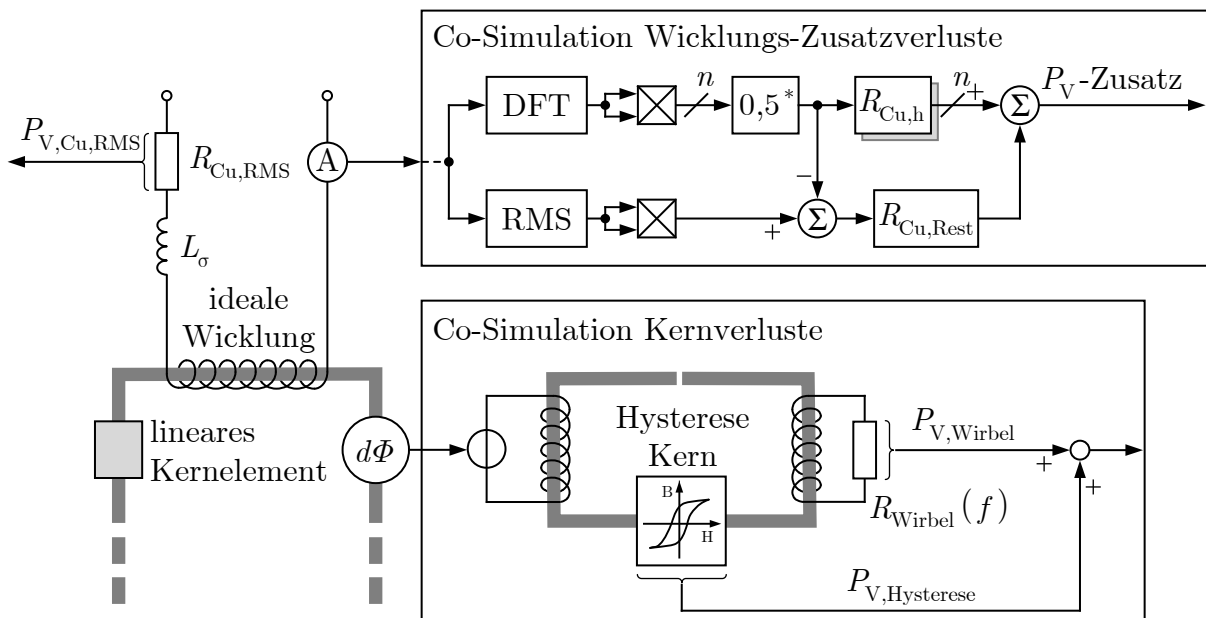 Co-Simulation Wicklungs-Zusatzverluste
DFT
n
0,5*
R_Cu,h
n
+
Σ
P_V-Zusatz
P_V,Cu,RMS
R_Cu,RMS
A
−
RMS
+
Σ
R_Cu,Rest
L_σ
ideale
Wicklung
Co-Simulation Kernverluste
lineares
Kernelement
dΦ
Hysterese
Kern
B
H
P_V,Wirbel
+
+
R_Wirbel(f)
P_V,Hysterese